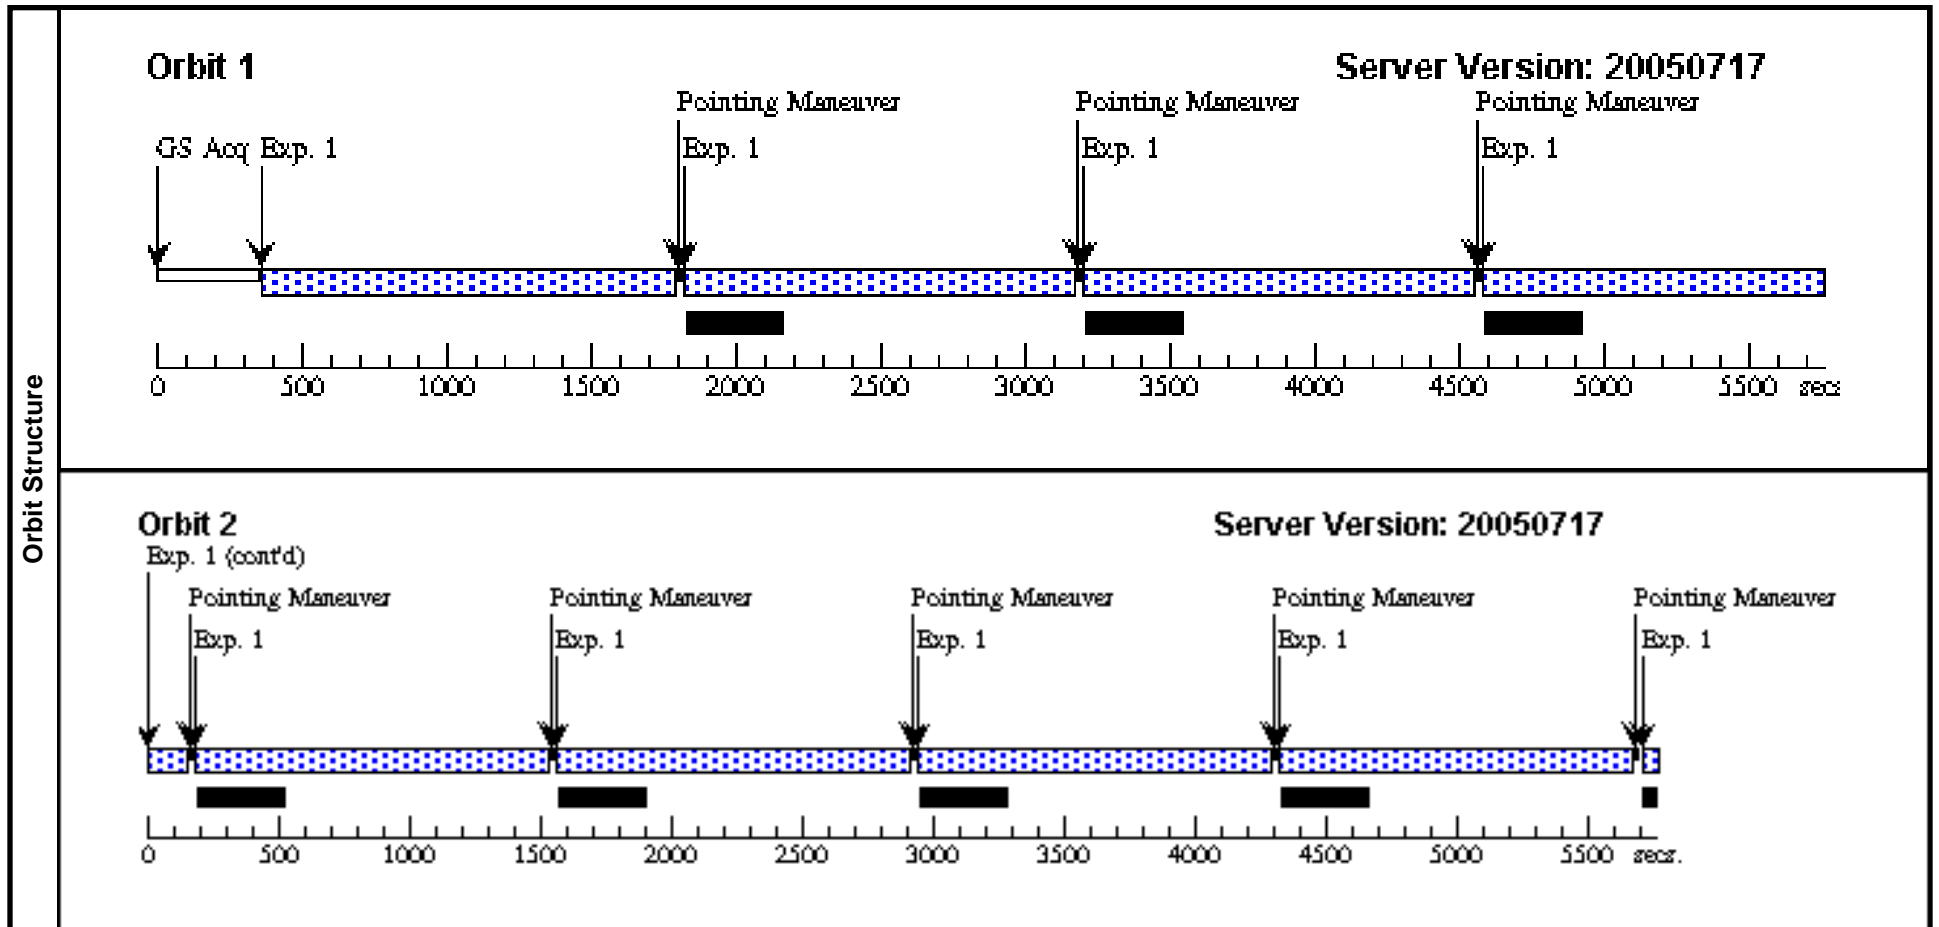 Orbit Structure
Orbit 1 Server Version: 20050717
Pointing Maneuver Pointing Maneuver Pointing Maneuver
GS Acq Exp. 1 Exp. 1 Exp. 1 Exp. 1
0 500 1000 1500 2000 2500 3000 3500 4000 4500 5000 5500 secs
Orbit 2 Server Version: 20050717
Exp. 1 (cont'd)
Pointing Maneuver Pointing Maneuver Pointing Maneuver Pointing Maneuver Pointing Maneuver
Exp. 1 Exp. 1 Exp. 1 Exp. 1 Exp. 1
0 500 1000 1500 2000 2500 3000 3500 4000 4500 5000 5500 secs.